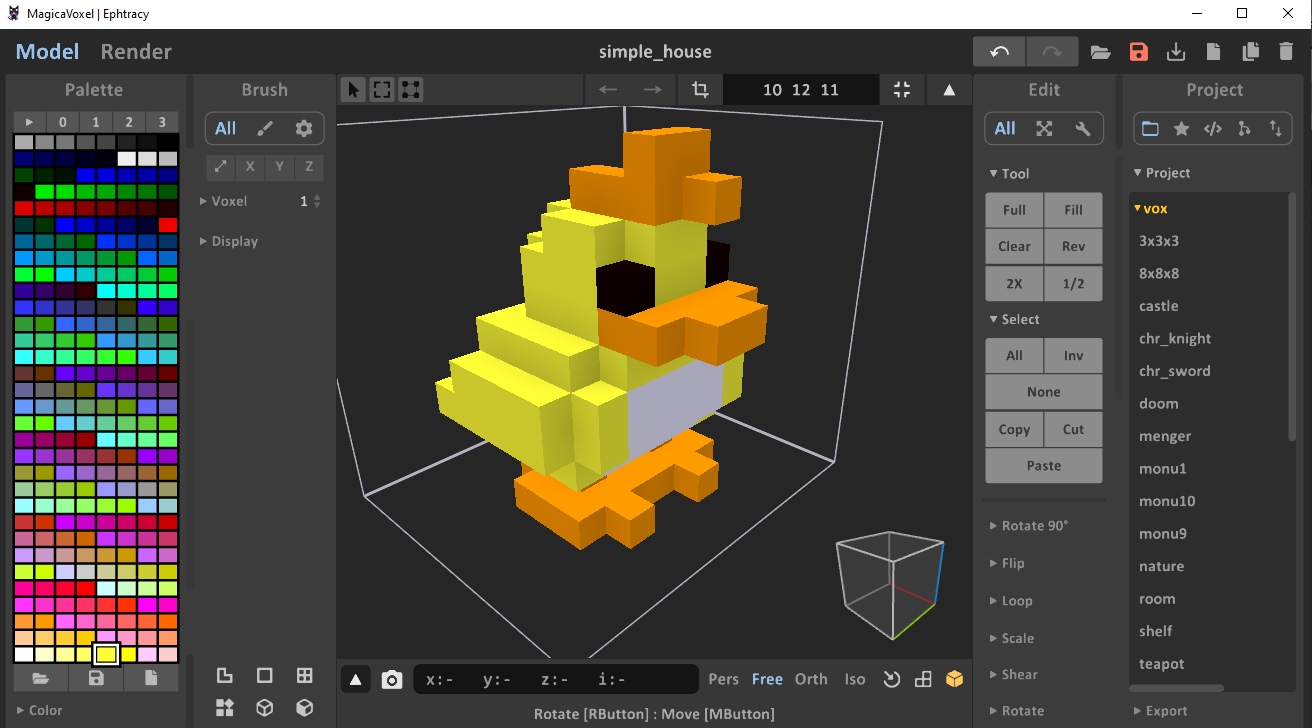 MagicaVoxel | Ephtracy
Model Render
simple_house
Palette
0 1 2 3
Color
Brush
All
X Y Z
Voxel 1
Display
10 12 11
x:- y:- z:- i:-
Pers Free Orth Iso
Rotate [RButton] : Move [MButton]
Edit
All
Tool
Full Fill
Clear Rev
2X 1/2
Select
All Inv
None
Copy Cut
Paste
Rotate 90°
Flip
Loop
Scale
Shear
Rotate
Project
Project
vox
3x3x3
8x8x8
castle
chr_knight
chr_sword
doom
menger
monu1
monu10
monu9
nature
room
shelf
teapot
Export